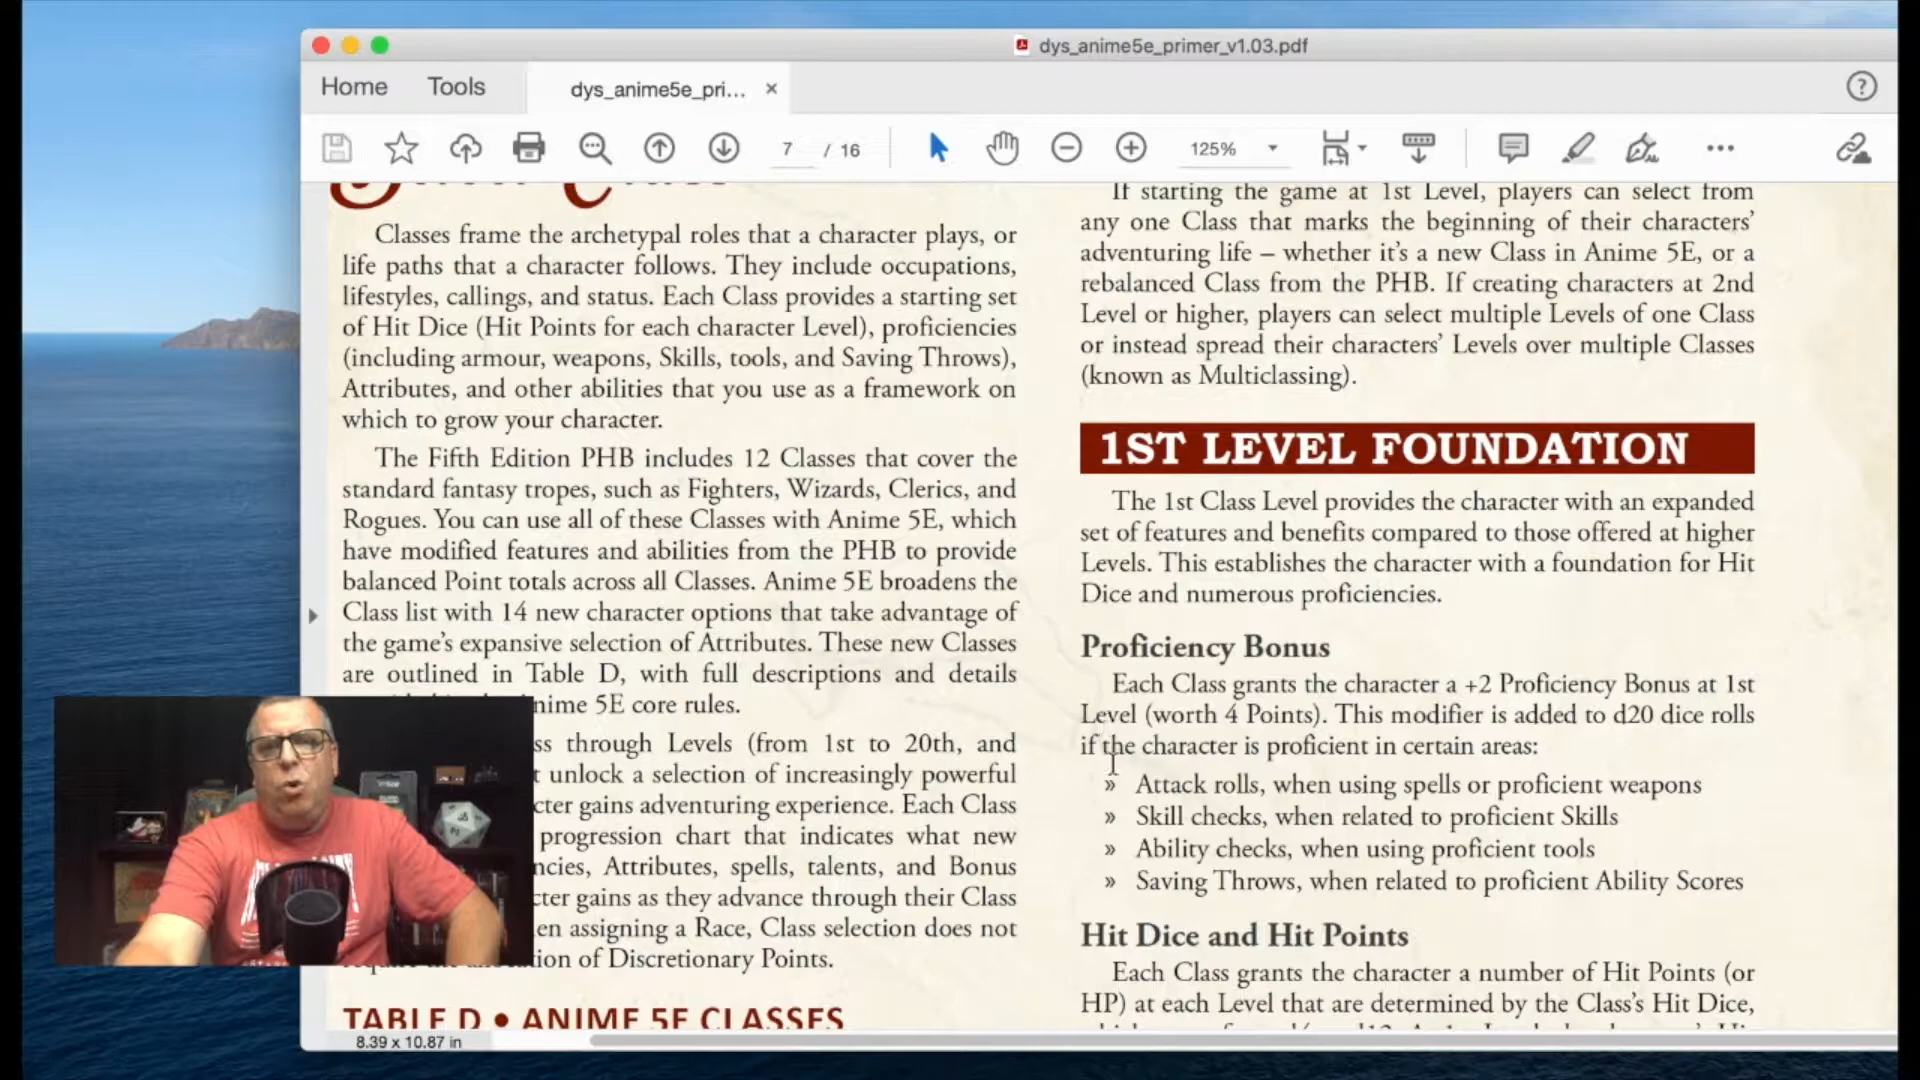 dys_anime5e_primer_v1.03.pdf
Home
Tools
dys_anime5e_pri...
7 / 16
125%
Classes frame the archetypal roles that a character plays, or
life paths that a character follows. They include occupations,
lifestyles, callings, and status. Each Class provides a starting set
of Hit Dice (Hit Points for each character Level), proficiencies
(including armour, weapons, Skills, tools, and Saving Throws),
Attributes, and other abilities that you use as a framework on
which to grow your character.
The Fifth Edition PHB includes 12 Classes that cover the
standard fantasy tropes, such as Fighters, Wizards, Clerics, and
Rogues. You can use all of these Classes with Anime 5E, which
have modified features and abilities from the PHB to provide
balanced Point totals across all Classes. Anime 5E broadens the
Class list with 14 new character options that take advantage of
the game's expansive selection of Attributes. These new Classes
are outlined in Table D, with full descriptions and details
nime 5E core rules.
ss through Levels (from 1st to 20th, and
t unlock a selection of increasingly powerful
cter gains adventuring experience. Each Class
progression chart that indicates what new
ncies, Attributes, spells, talents, and Bonus
cter gains as they advance through their Class
en assigning a Race, Class selection does not
tion of Discretionary Points.
TABLE D • ANIME 5E CLASSES
8.39 x 10.87 in
If starting the game at 1st Level, players can select from
any one Class that marks the beginning of their characters'
adventuring life – whether it's a new Class in Anime 5E, or a
rebalanced Class from the PHB. If creating characters at 2nd
Level or higher, players can select multiple Levels of one Class
or instead spread their characters' Levels over multiple Classes
(known as Multiclassing).
1ST LEVEL FOUNDATION
The 1st Class Level provides the character with an expanded
set of features and benefits compared to those offered at higher
Levels. This establishes the character with a foundation for Hit
Dice and numerous proficiencies.
Proficiency Bonus
Each Class grants the character a +2 Proficiency Bonus at 1st
Level (worth 4 Points). This modifier is added to d20 dice rolls
if the character is proficient in certain areas:
» Attack rolls, when using spells or proficient weapons
» Skill checks, when related to proficient Skills
» Ability checks, when using proficient tools
» Saving Throws, when related to proficient Ability Scores
Hit Dice and Hit Points
Each Class grants the character a number of Hit Points (or
HP) at each Level that are determined by the Class's Hit Dice,